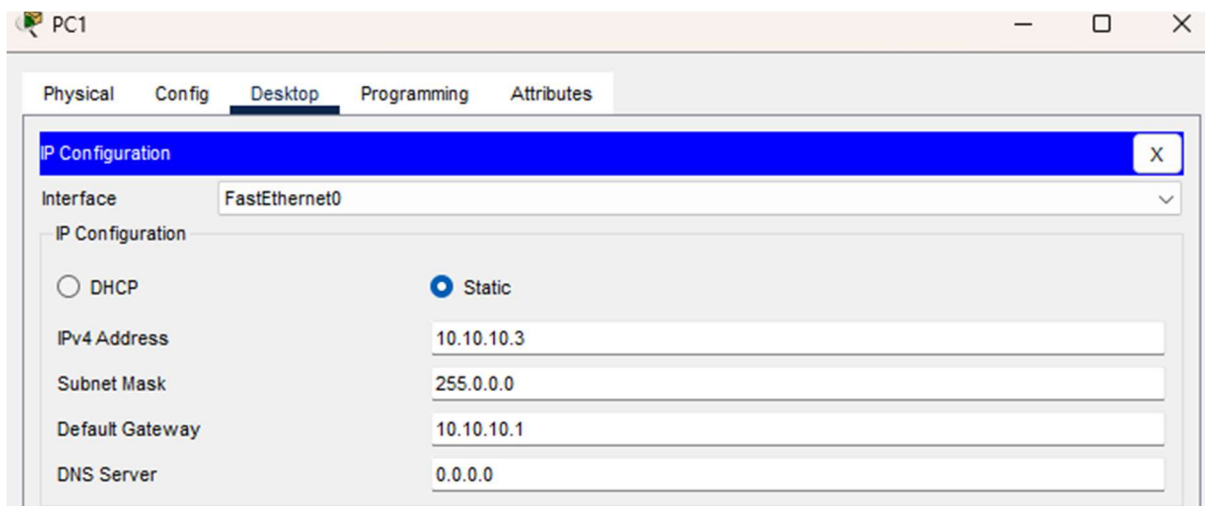 PC1
Physical Config Desktop Programming Attributes
IP Configuration X
Interface FastEthernet0
IP Configuration
DHCP Static
IPv4 Address 10.10.10.3
Subnet Mask 255.0.0.0
Default Gateway 10.10.10.1
DNS Server 0.0.0.0